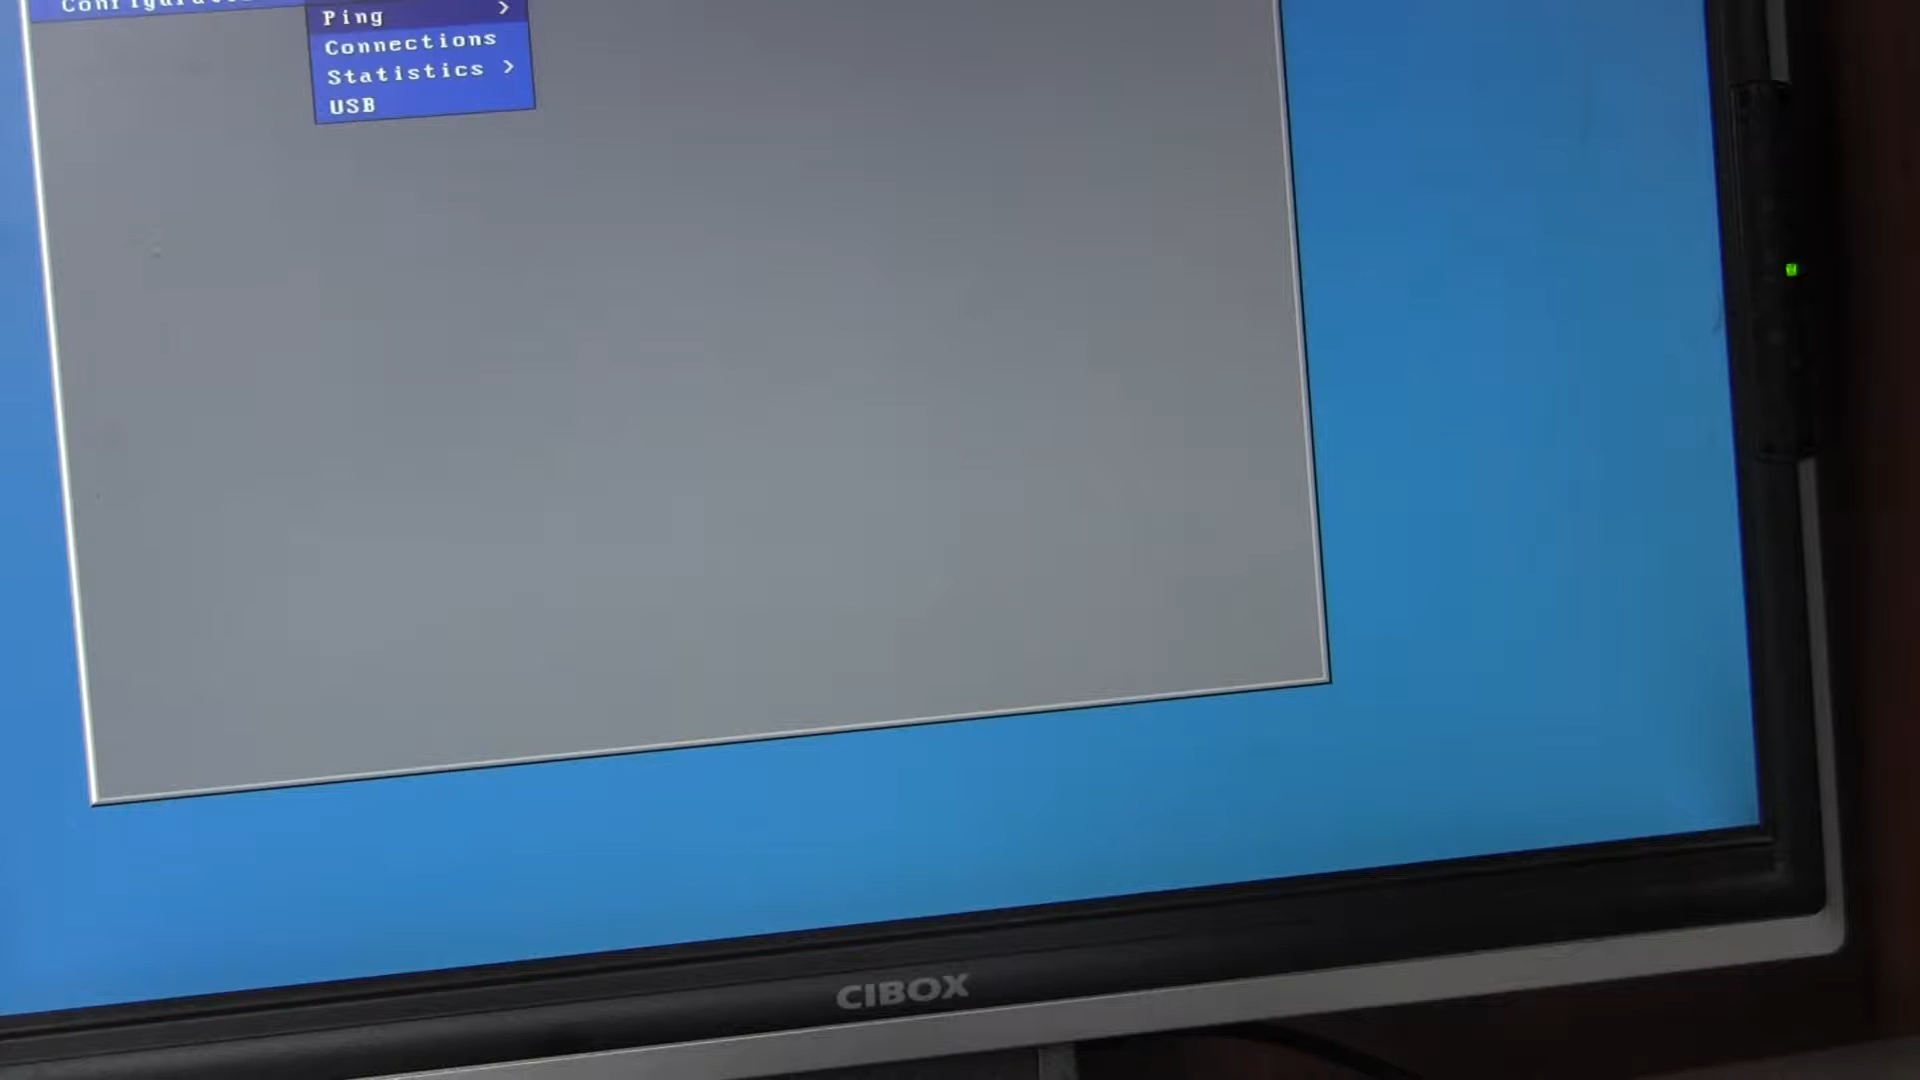 Ping >
Connections
Statistics >
USB
CIBOX